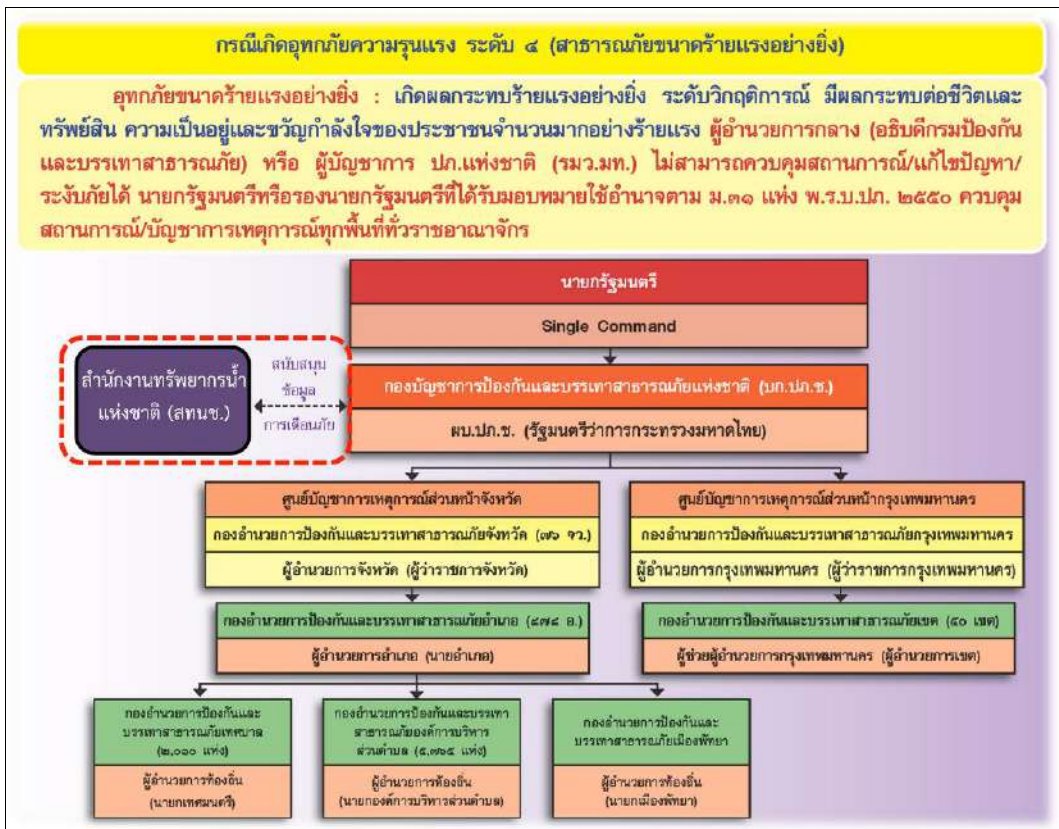 กรณีเกิดอุทกภัยความรุนแรง ระดับ ๔ (สาธารณภัยขนาดร้ายแรงอย่างยิ่ง)
อุทกภัยขนาดร้ายแรงอย่างยิ่ง : เกิดผลกระทบร้ายแรงอย่างยิ่ง ระดับวิกฤติการณ์ มีผลกระทบต่อชีวิตและ
ทรัพย์สิน ความเป็นอยู่และขวัญกำลังใจของประชาชนจำนวนมากอย่างร้ายแรง ผู้อำนวยการกลาง (อธิบดีกรมป้องกัน
และบรรเทาสาธารณภัย) หรือ ผู้บัญชาการ ปภ.แห่งชาติ (รมว.มท.) ไม่สามารถควบคุมสถานการณ์/แก้ไขปัญหา/
ระงับภัยได้ นายกรัฐมนตรีหรือรองนายกรัฐมนตรีที่ได้รับมอบหมายใช้อำนาจตาม ม.๓๑ แห่ง พ.ร.บ.ปภ. ๒๕๕๐ ควบคุม
สถานการณ์/บัญชาการเหตุการณ์ทุกพื้นที่ทั่วราชอาณาจักร
นายกรัฐมนตรี
Single Command
สำนักงานทรัพยากรน้ำ
แห่งชาติ (สทนช.)
สนับสนุน
ข้อมูล
การเตือนภัย
กองบัญชาการป้องกันและบรรเทาสาธารณภัยแห่งชาติ (บก.ปภ.ช.)
ผบ.ปภ.ช. (รัฐมนตรีว่าการกระทรวงมหาดไทย)
ศูนย์บัญชาการเหตุการณ์ส่วนหน้าจังหวัด
กองอำนวยการป้องกันและบรรเทาสาธารณภัยจังหวัด (๗๖ จว.)
ผู้อำนวยการจังหวัด (ผู้ว่าราชการจังหวัด)
ศูนย์บัญชาการเหตุการณ์ส่วนหน้ากรุงเทพมหานคร
กองอำนวยการป้องกันและบรรเทาสาธารณภัยกรุงเทพมหานคร
ผู้อำนวยการกรุงเทพมหานคร (ผู้ว่าราชการกรุงเทพมหานคร)
กองอำนวยการป้องกันและบรรเทาสาธารณภัยอำเภอ (๘๗๘ อ.)
ผู้อำนวยการอำเภอ (นายอำเภอ)
กองอำนวยการป้องกันและบรรเทาสาธารณภัยเขต (๕๐ เขต)
ผู้ช่วยผู้อำนวยการกรุงเทพมหานคร (ผู้อำนวยการเขต)
กองอำนวยการป้องกันและ
บรรเทาสาธารณภัยเทศบาล
(๒,๐๑๐ แห่ง)
ผู้อำนวยการท้องถิ่น
(นายกเทศมนตรี)
กองอำนวยการป้องกันและบรรเทา
สาธารณภัยองค์การบริหาร
ส่วนตำบล (๕,๗๖๕ แห่ง)
ผู้อำนวยการท้องถิ่น
(นายกองค์การบริหารส่วนตำบล)
กองอำนวยการป้องกันและ
บรรเทาสาธารณภัยเมืองพัทยา
ผู้อำนวยการท้องถิ่น
(นายกเมืองพัทยา)